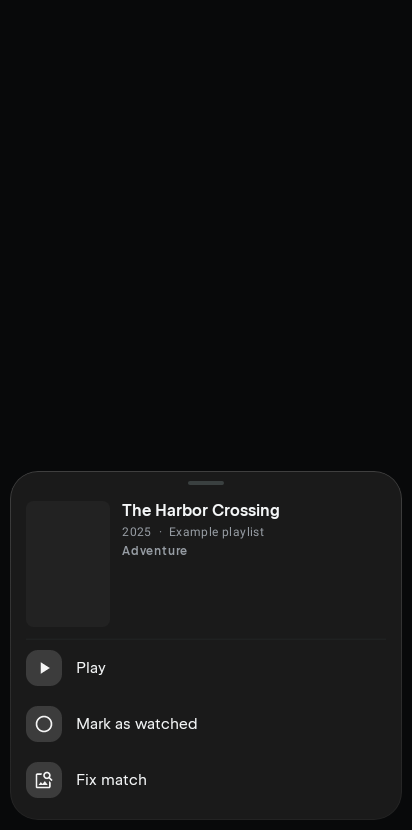 The Harbor Crossing
2025 · Example playlist
Adventure
Play
Mark as watched
Fix match